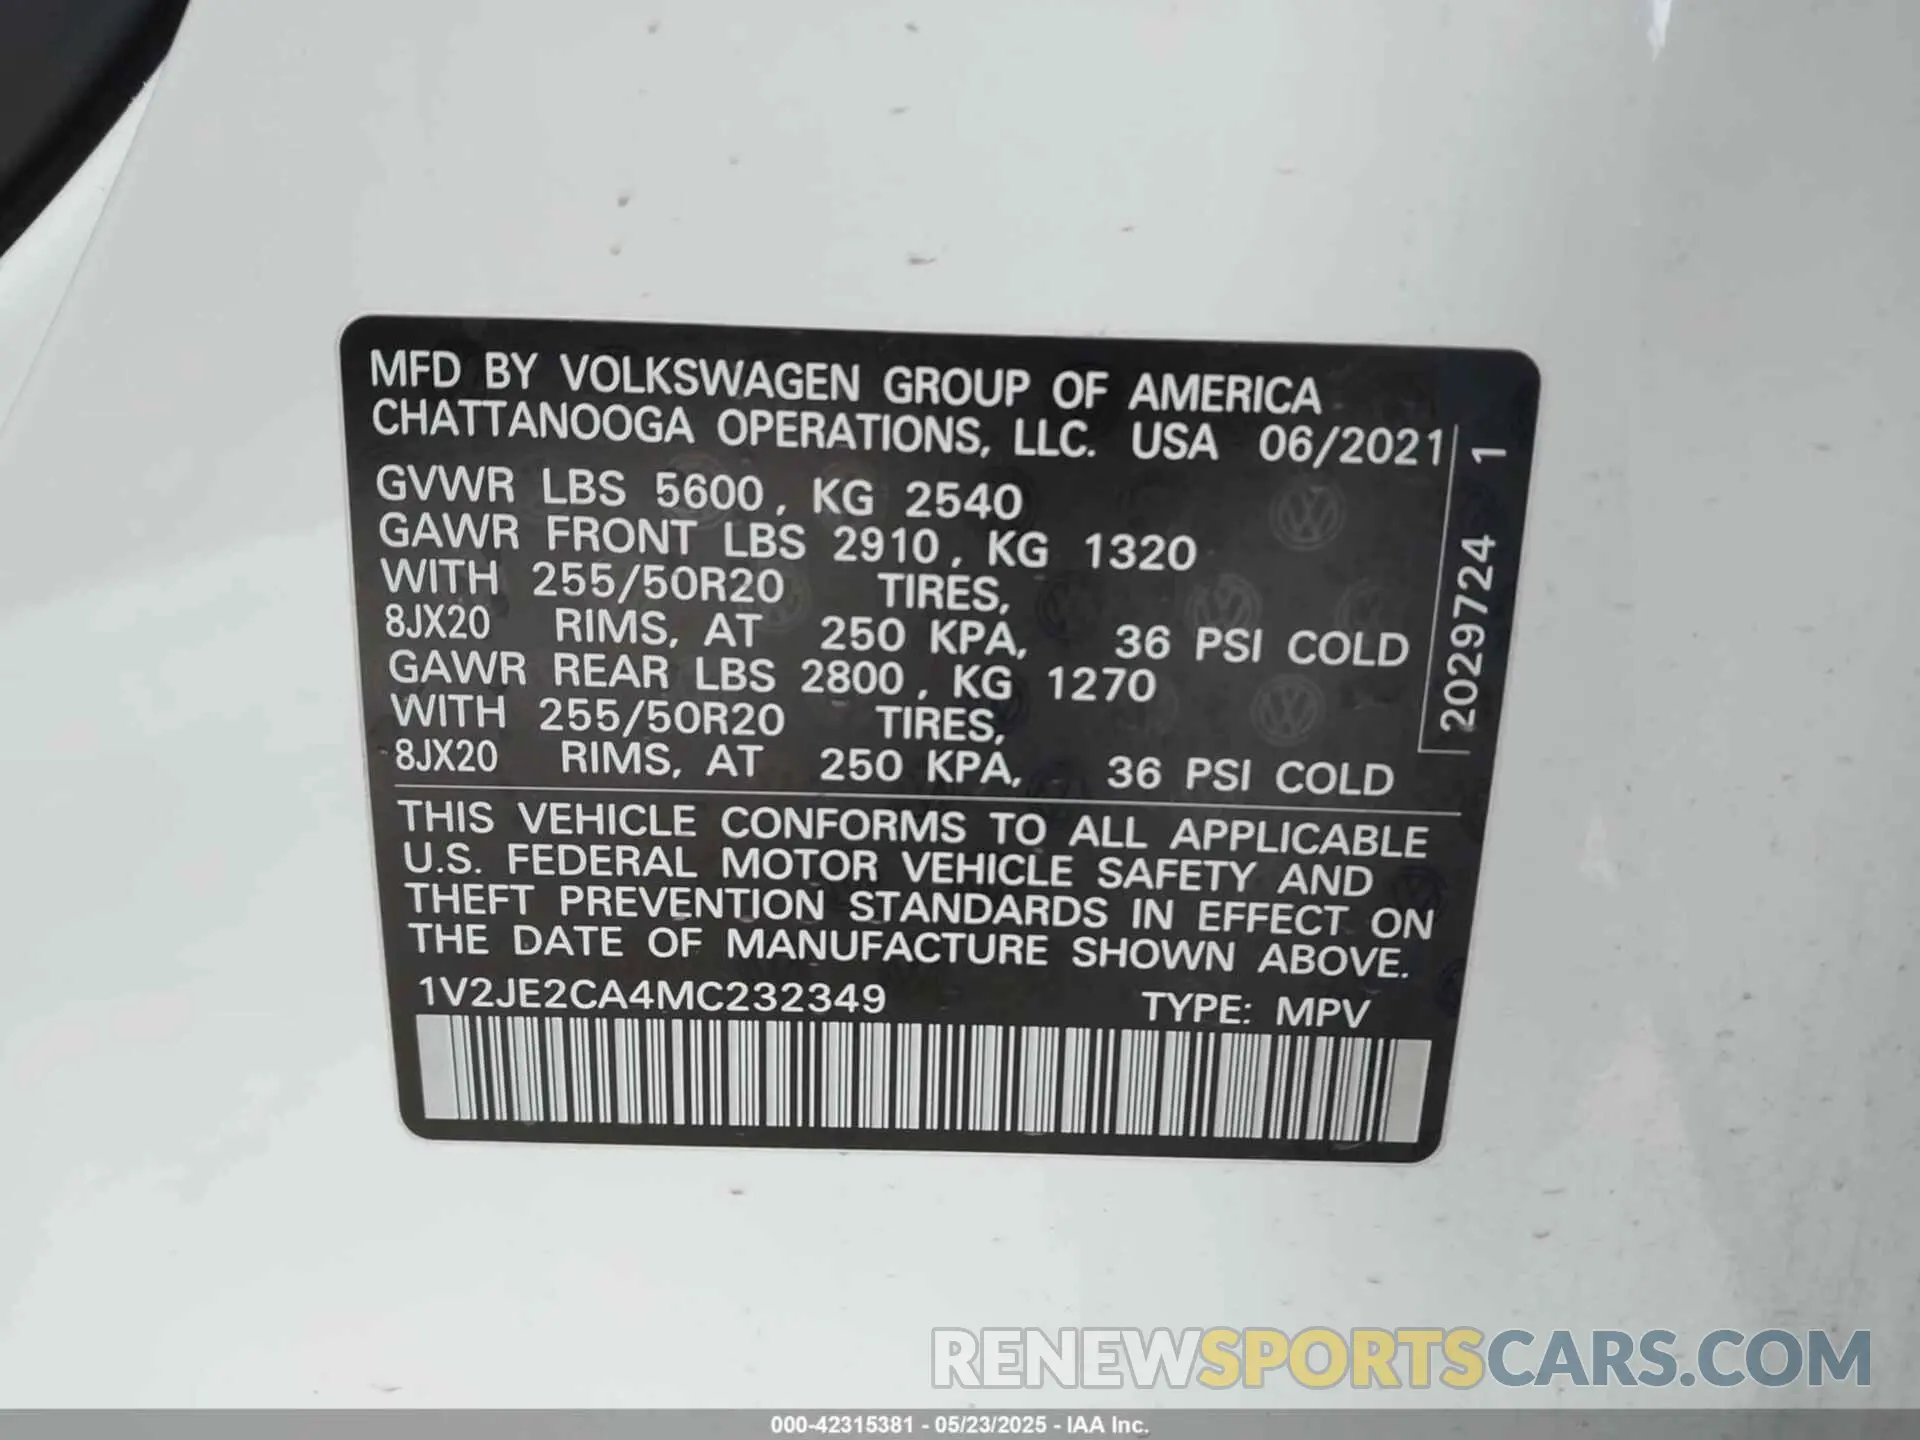 MFD BY VOLKSWAGEN GROUP OF AMERICA
CHATTANOOGA OPERATIONS, LLC. USA 06/2021
GVWR LBS 5600, KG 2540
GAWR FRONT LBS 2910, KG 1320
WITH 255/50R20 TIRES,
8JX20 RIMS, AT 250 KPA, 36 PSI COLD
GAWR REAR LBS 2800, KG 1270
WITH 255/50R20 TIRES,
8JX20 RIMS, AT 250 KPA, 36 PSI COLD
2029724 1
THIS VEHICLE CONFORMS TO ALL APPLICABLE
U.S. FEDERAL MOTOR VEHICLE SAFETY AND
THEFT PREVENTION STANDARDS IN EFFECT ON
THE DATE OF MANUFACTURE SHOWN ABOVE.
1V2JE2CA4MC232349 TYPE: MPV
RENEWSPORTSCARS.COM
000-42315381 - 05/23/2025 - IAA Inc.